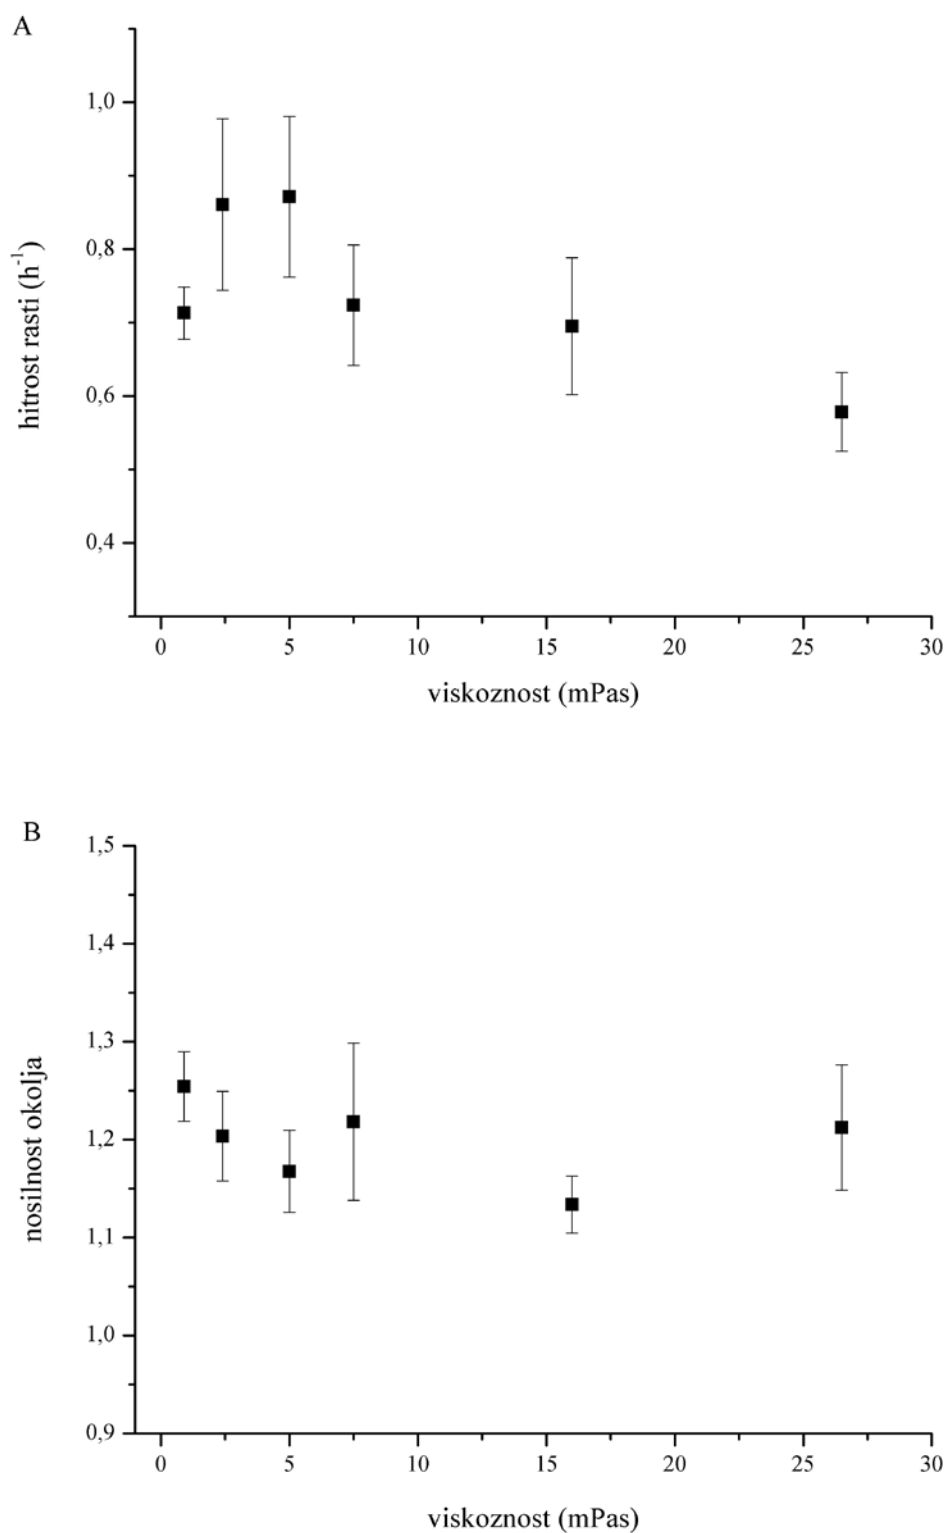 A
1,0
0,8
0,6
0,4
hitrost rasti (h⁻¹)
0 5 10 15 20 25 30
viskoznost (mPas)
B
1,5
1,4
1,3
1,2
1,1
1,0
0,9
nosilnost okolja
0 5 10 15 20 25 30
viskoznost (mPas)